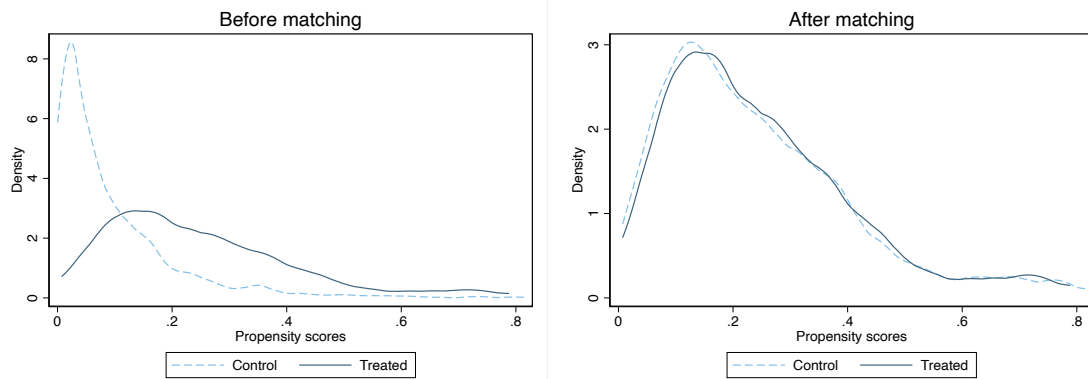 Before matching
Density
8
6
4
2
0
0 .2 .4 .6 .8
Propensity scores
Control Treated
After matching
Density
3
2
1
0
0 .2 .4 .6 .8
Propensity scores
Control Treated